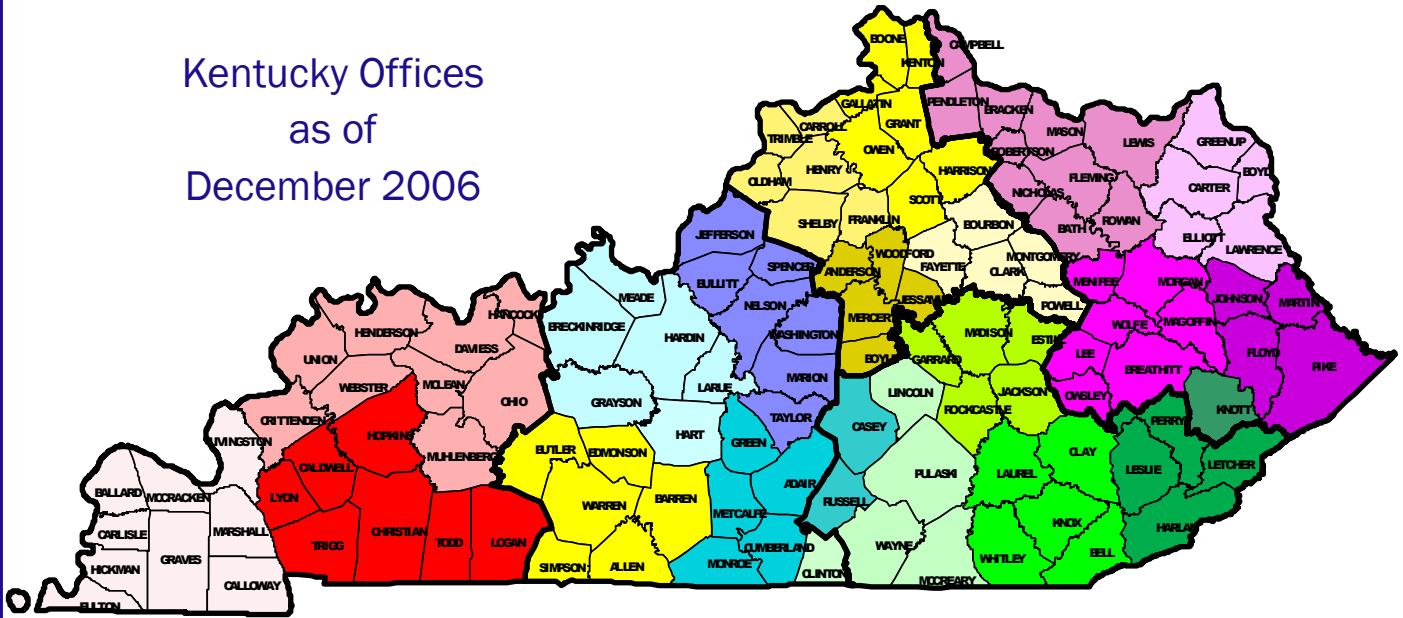 Kentucky Offices
as of
December 2006
BOONE
CAMPBELL
KENTON
GALLATIN
PENDLETON
BRACKEN
CARROLL
GRANT
TRIMBLE
MASON
LEWIS
GREENUP
OWEN
ROBERTSON
HENRY
HARRISON
OLDHAM
FLEMING
BOYD
CARTER
NICHOLAS
SCOTT
SHELBY
FRANKLIN
BOURBON
BATH
ROWAN
JEFFERSON
ELLIOTT
LAWRENCE
WOODFORD
MONTGOMERY
SPENCER
ANDERSON
FAYETTE
CLARK
BULLITT
MENIFEE
MORGAN
MEADE
JESSAMI
POWELL
JOHNSON
MARTIN
NELSON
HANCOCK
MERCER
BRECKINRIDGE
WOLFE
MAGOFFIN
HENDERSON
WASHINGTON
MADISON
HARDIN
ESTIL
DAVIESS
LEE
FLOYD
UNION
BOYLE
GARRARD
PIKE
BREATHITT
MARION
WEBSTER
MCLEAN
LARUE
LINCOLN
JACKSON
OWSLEY
OHIO
GRAYSON
ROCKCASTLE
KNOTT
CRITTENDEN
TAYLOR
PERRY
CASEY
LIVINGSTON
HOPKINS
HART
GREEN
BUTLER
EDMONSON
CLAY
MUHLENBERG
CALDWELL
LESLIE
LETCHER
PULASKI
LAUREL
ADAIR
BALLARD
MCCRACKEN
LYON
BARREN
RUSSELL
WARREN
METCALFE
KNOX
HARLAN
CARLISLE
MARSHALL
CHRISTIAN
TRIGG
TODD
LOGAN
WAYNE
CUMBERLAND
BELL
GRAVES
WHITLEY
HICKMAN
SIMPSON
ALLEN
MONROE
CLINTON
MCCREARY
CALLOWAY
FULTON